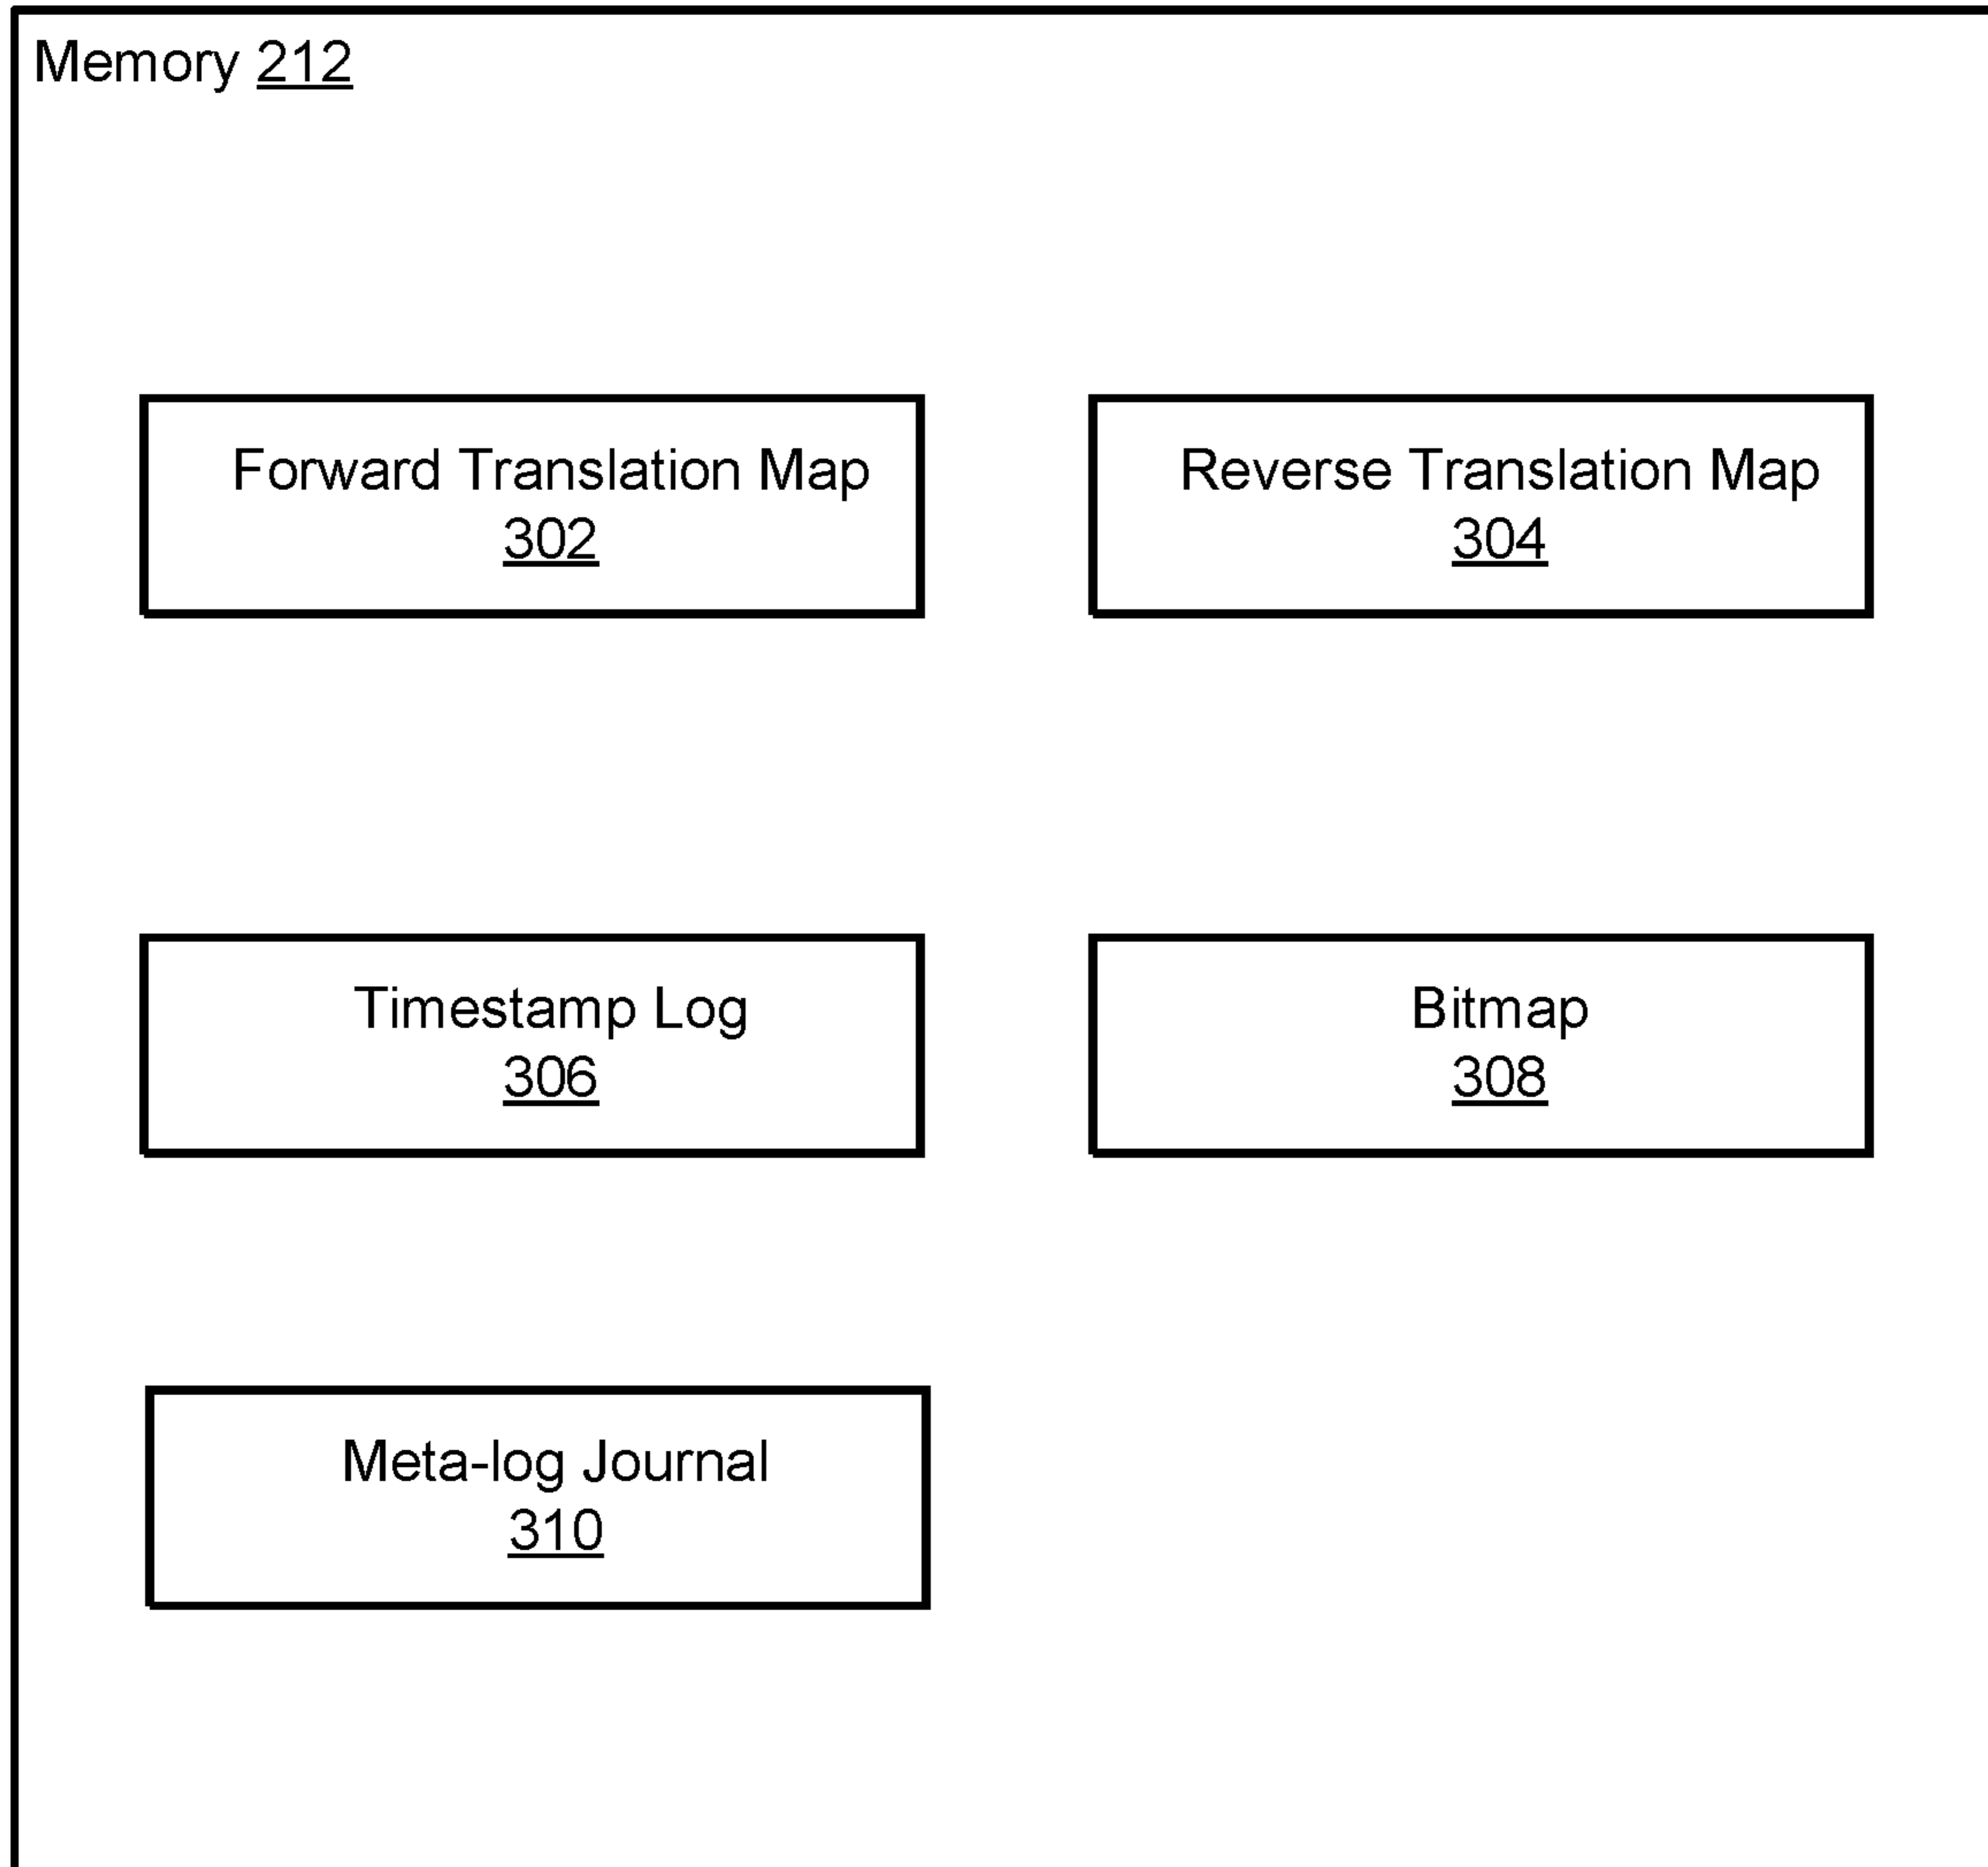 Memory 212
Forward Translation Map
302
Reverse Translation Map
304
Timestamp Log
306
Bitmap
308
Meta-log Journal
310